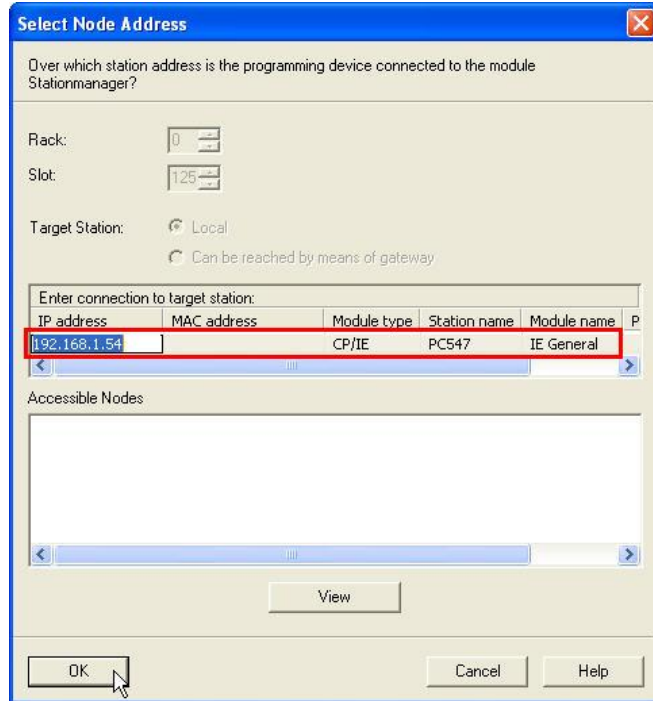 Select Node Address
Over which station address is the programming device connected to the module
Stationmanager?
Rack: 0
Slot: 125
Target Station: Local
Can be reached by means of gateway
Enter connection to target station:
IP address MAC address Module type Station name Module name P
192.168.1.54 CP/IE PC547 IE General
Accessible Nodes
View
OK Cancel Help